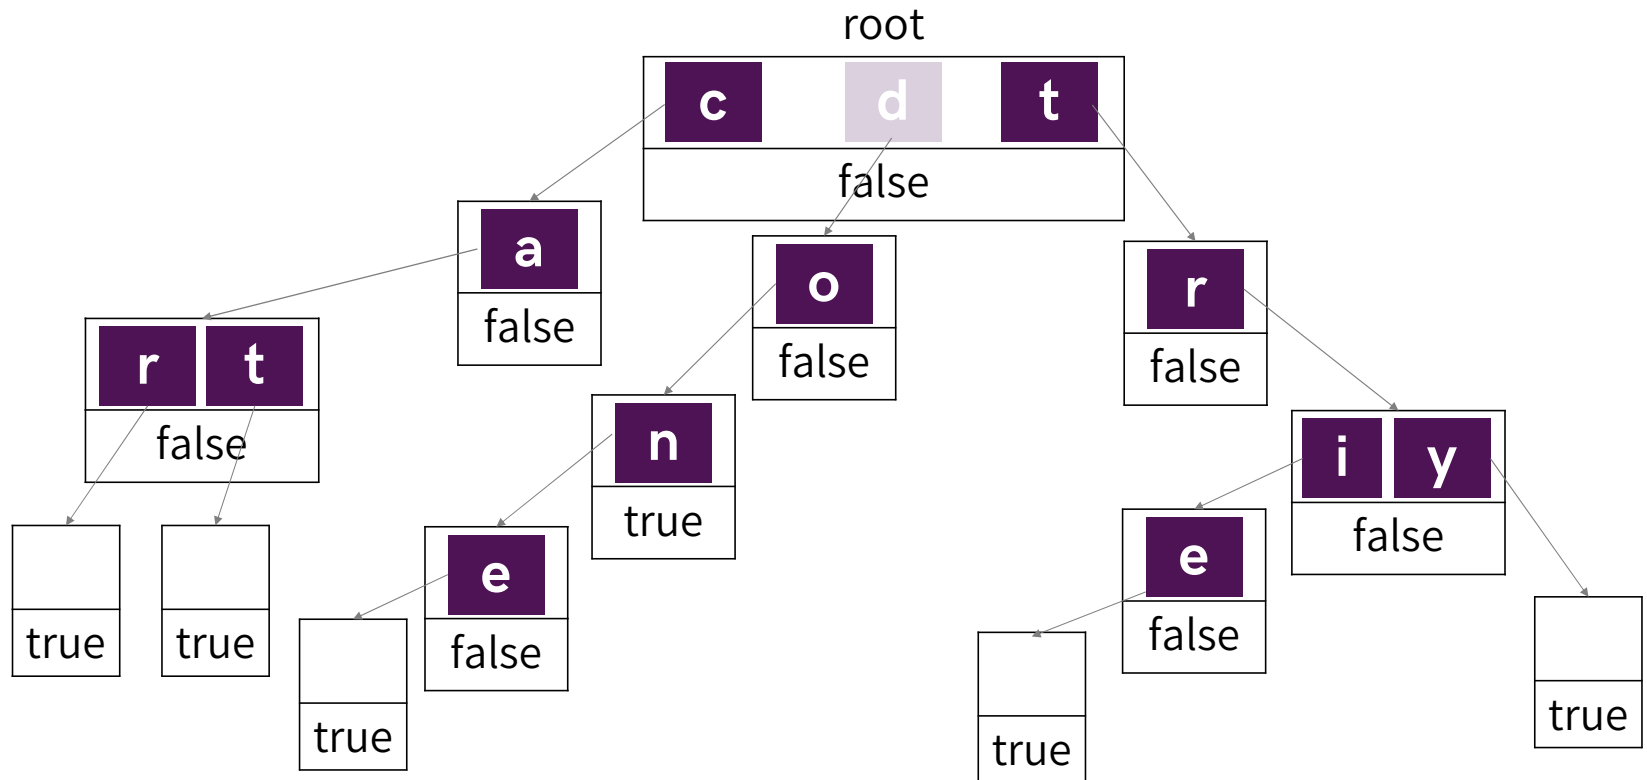 root
c d t
false
a
false
o
false
r
false
r t
false
n
true
i y
false
e
false
e
false
true
true
true
true
true